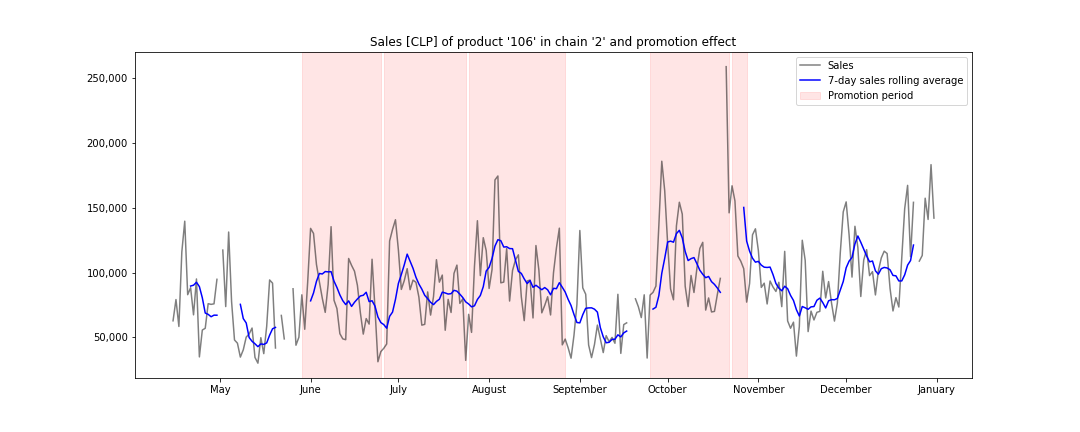 Sales [CLP] of product '106' in chain '2' and promotion effect
250,000
200,000
150,000
100,000
50,000
Sales
7-day sales rolling average
Promotion period
May
June
July
August
September
October
November
December
January